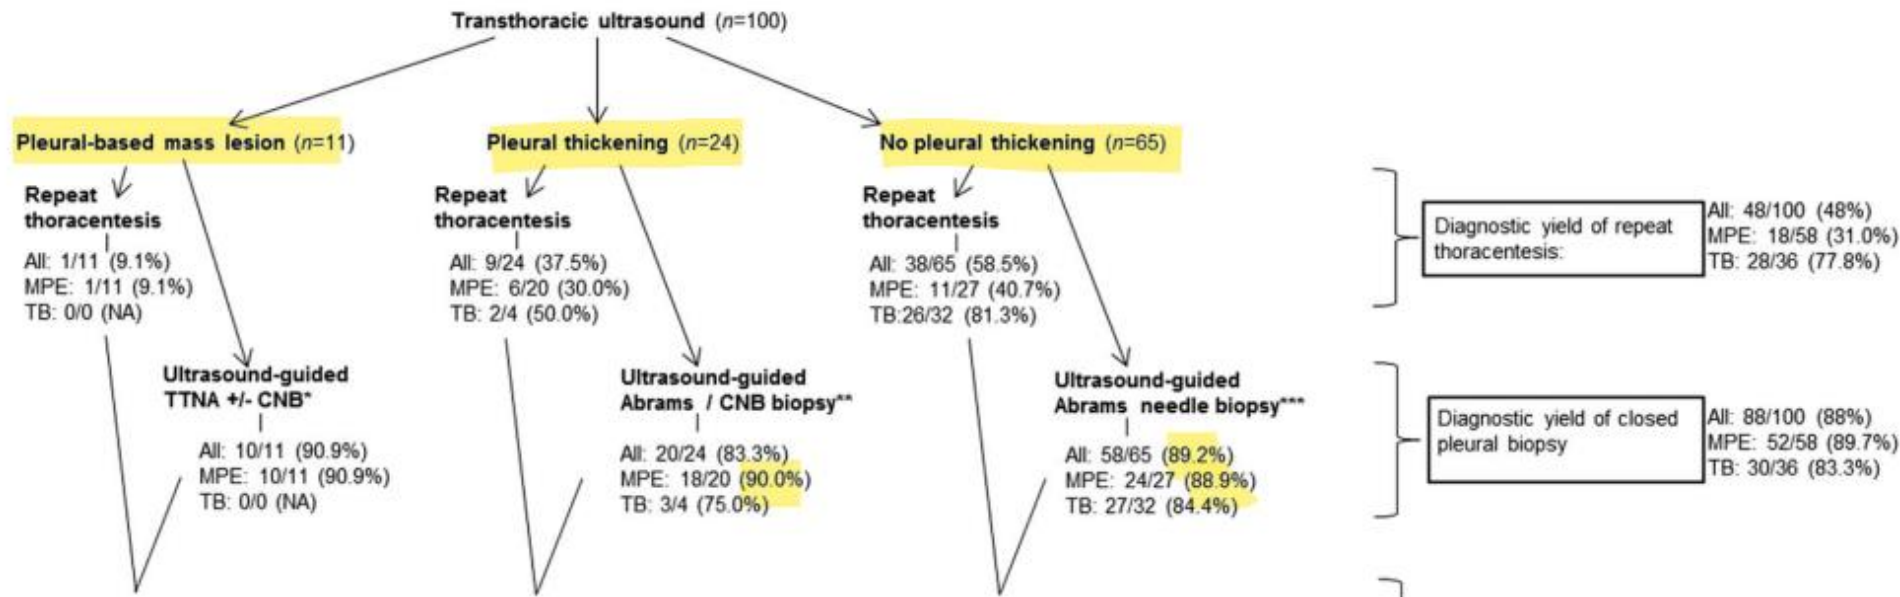 Transthoracic ultrasound (n=100)
Pleural-based mass lesion (n=11)
Repeat
thoracentesis
All: 1/11 (9.1%)
MPE: 1/11 (9.1%)
TB: 0/0 (NA)
Ultrasound-guided
TTNA +/- CNB*
All: 10/11 (90.9%)
MPE: 10/11 (90.9%)
TB: 0/0 (NA)
Pleural thickening (n=24)
Repeat
thoracentesis
All: 9/24 (37.5%)
MPE: 6/20 (30.0%)
TB: 2/4 (50.0%)
Ultrasound-guided
Abrams / CNB biopsy**
All: 20/24 (83.3%)
MPE: 18/20 (90.0%)
TB: 3/4 (75.0%)
No pleural thickening (n=65)
Repeat
thoracentesis
All: 38/65 (58.5%)
MPE: 11/27 (40.7%)
TB:26/32 (81.3%)
Ultrasound-guided
Abrams needle biopsy***
All: 58/65 (89.2%)
MPE: 24/27 (88.9%)
TB: 27/32 (84.4%)
Diagnostic yield of repeat
thoracentesis:
All: 48/100 (48%)
MPE: 18/58 (31.0%)
TB: 28/36 (77.8%)
Diagnostic yield of closed
pleural biopsy
All: 88/100 (88%)
MPE: 52/58 (89.7%)
TB: 30/36 (83.3%)